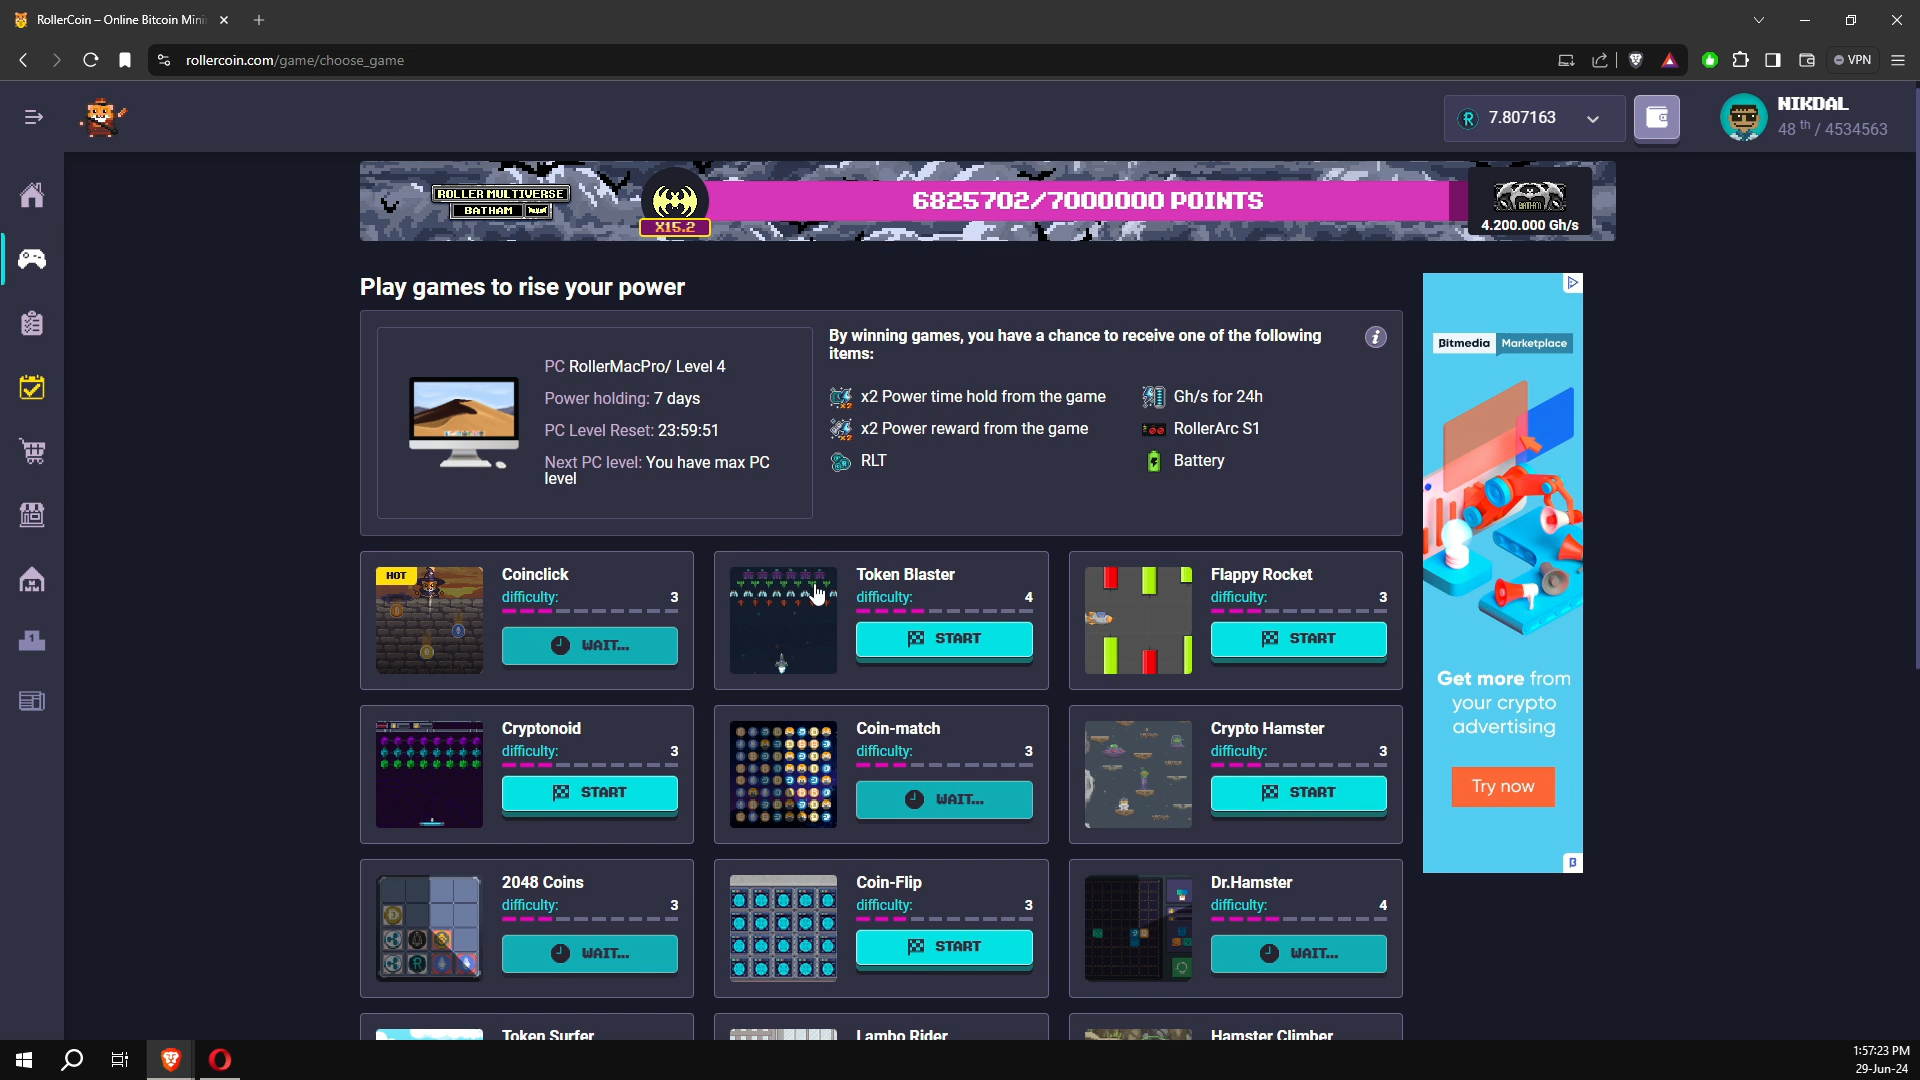 RollerCoin – Online Bitcoin Mini
rollercoin.com/game/choose_game
VPN
7.807163
NIKDAL
48 th / 4534563
ROLLER MULTIVERSE
BATHAM
X15.2
6825702/7000000 POINTS
BATHAM
4.200.000 Gh/s
Play games to rise your power
PC RollerMacPro/ Level 4
Power holding: 7 days
PC Level Reset: 23:59:51
Next PC level: You have max PC
level
By winning games, you have a chance to receive one of the following
items:
x2 Power time hold from the game
Gh/s for 24h
x2 Power reward from the game
RollerArc S1
RLT
Battery
Bitmedia Marketplace
Get more from
your crypto
advertising
Try now
HOT
Coinclick
difficulty: 3
WAIT...
Token Blaster
difficulty: 4
START
Flappy Rocket
difficulty: 3
START
Cryptonoid
difficulty: 3
START
Coin-match
difficulty: 3
WAIT...
Crypto Hamster
difficulty: 3
START
2048 Coins
difficulty: 3
WAIT...
Coin-Flip
difficulty: 3
START
Dr.Hamster
difficulty: 4
WAIT...
Token Surfer
Lambo Rider
Hamster Climber
1:57:23 PM
29-Jun-24